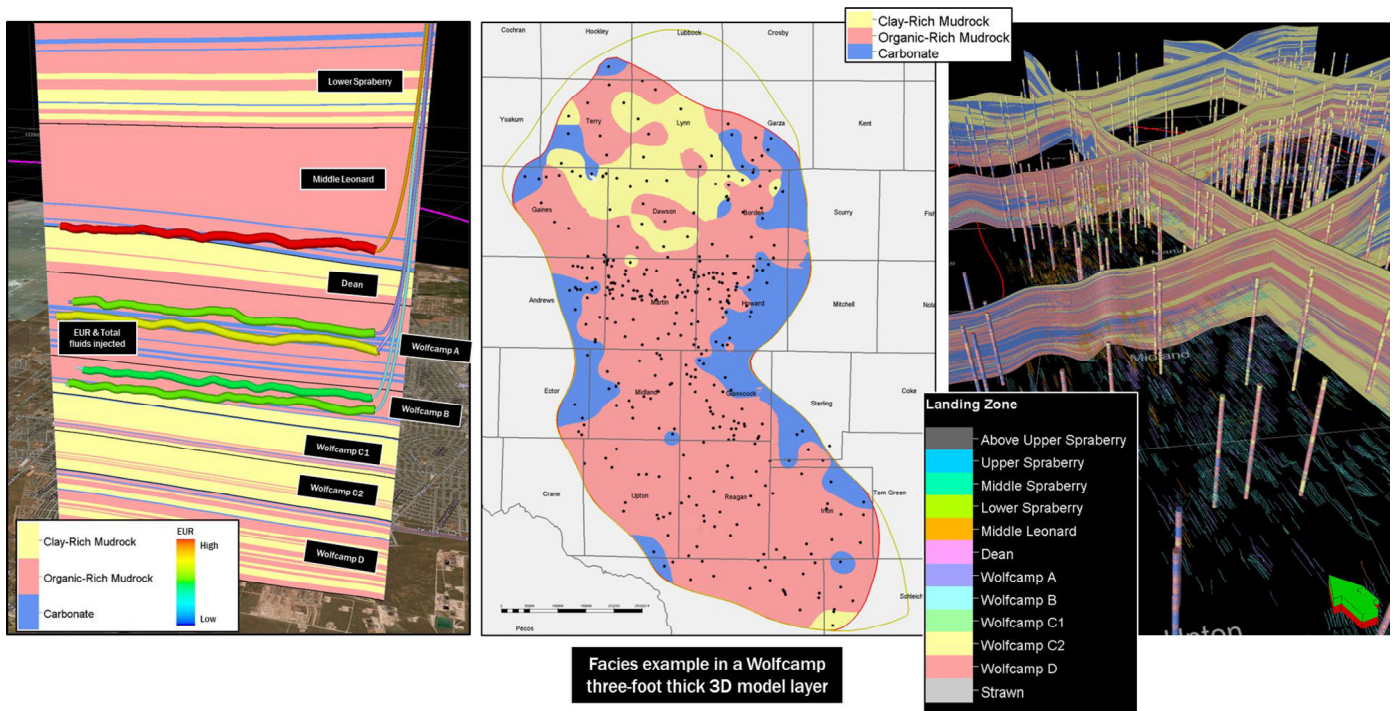 Lower Spraberry
Middle Leonard
Dean
EUR & Total
fluids injected
Wolfcamp A
Wolfcamp B
Wolfcamp C1
Wolfcamp C2
Wolfcamp D
Clay-Rich Mudrock
Organic-Rich Mudrock
Carbonate
EUR
High
Low
Clay-Rich Mudrock
Organic-Rich Mudrock
Carbonate
Cochran
Hockley
Lubbock
Crosby
Yoakum
Terry
Lynn
Garza
Kent
Gaines
Dawson
Borden
Scurry
Andrews
Martin
Howard
Mitchell
Ector
Midland
Glasscock
Sterling
Coke
Crane
Upton
Reagan
Irion
Tom Green
Pecos
Facies example in a Wolfcamp
three-foot thick 3D model layer
Midland
Upton
Landing Zone
Above Upper Spraberry
Upper Spraberry
Middle Spraberry
Lower Spraberry
Middle Leonard
Dean
Wolfcamp A
Wolfcamp B
Wolfcamp C1
Wolfcamp C2
Wolfcamp D
Strawn